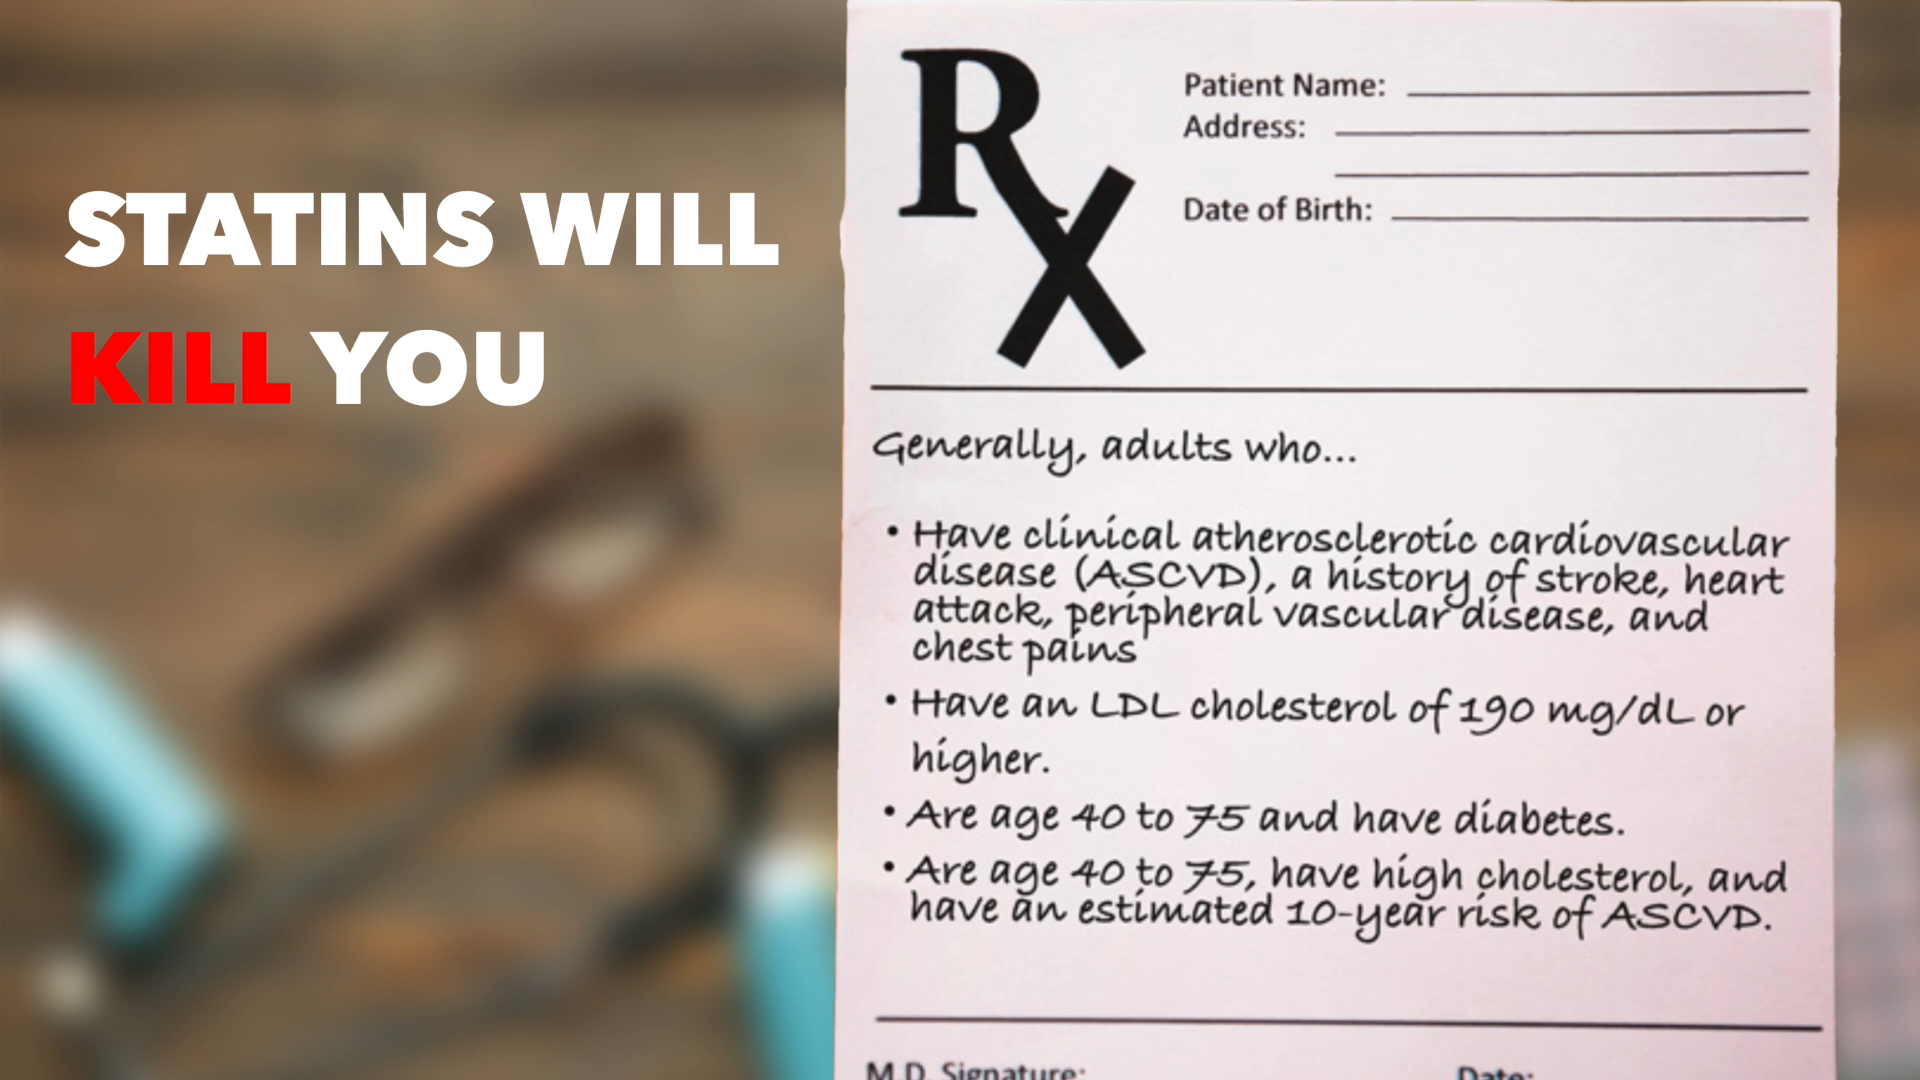 STATINS WILL
KILL YOU
Rx
Patient Name:
Address:
Date of Birth:
Generally, adults who...
• Have clinical atherosclerotic cardiovascular
disease (ASCVD), a history of stroke, heart
attack, peripheral vascular disease, and
chest pains
• Have an LDL cholesterol of 190 mg/dL or
higher.
• Are age 40 to 75 and have diabetes.
• Are age 40 to 75, have high cholesterol, and
have an estimated 10-year risk of ASCVD.
M.D. Signature: Date: